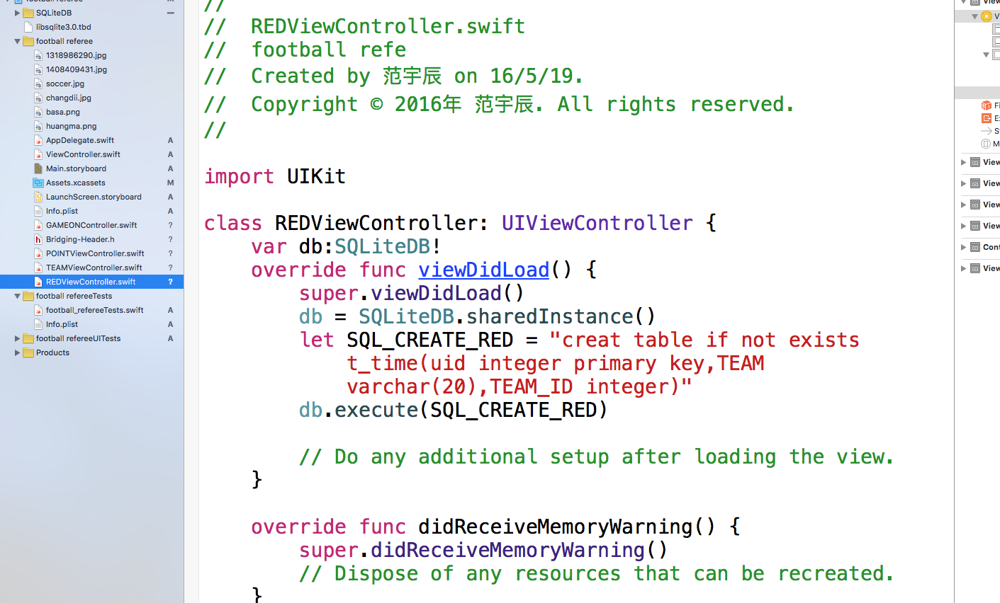 football referee
M
SQLiteDB
libsqlite3.0.tbd
football referee
1318986290.jpg
1408409431.jpg
soccer.jpg
changdii.jpg
basa.png
huangma.png
AppDelegate.swift A
ViewController.swift A
Main.storyboard A
Assets.xcassets M
LaunchScreen.storyboard A
Info.plist A
GAMEONController.swift ?
Bridging-Header.h ?
POINTViewController.swift ?
TEAMViewController.swift ?
REDViewController.swift ?
football refereeTests
football_refereeTests.swift A
Info.plist A
football refereeUITests A
Products
//
//  REDViewController.swift
//  football refe
//  Created by 范宇辰 on 16/5/19.
//  Copyright © 2016年 范宇辰. All rights reserved.
//
import UIKit
class REDViewController: UIViewController {
var db:SQLiteDB!
override func viewDidLoad() {
super.viewDidLoad()
db = SQLiteDB.sharedInstance()
let SQL_CREATE_RED = "creat table if not exists
t_time(uid integer primary key,TEAM
varchar(20),TEAM_ID integer)"
db.execute(SQL_CREATE_RED)
// Do any additional setup after loading the view.
}
override func didReceiveMemoryWarning() {
super.didReceiveMemoryWarning()
// Dispose of any resources that can be recreated.
}
View
V
Fi
E
S
M
View
View
View
View
Cont
View